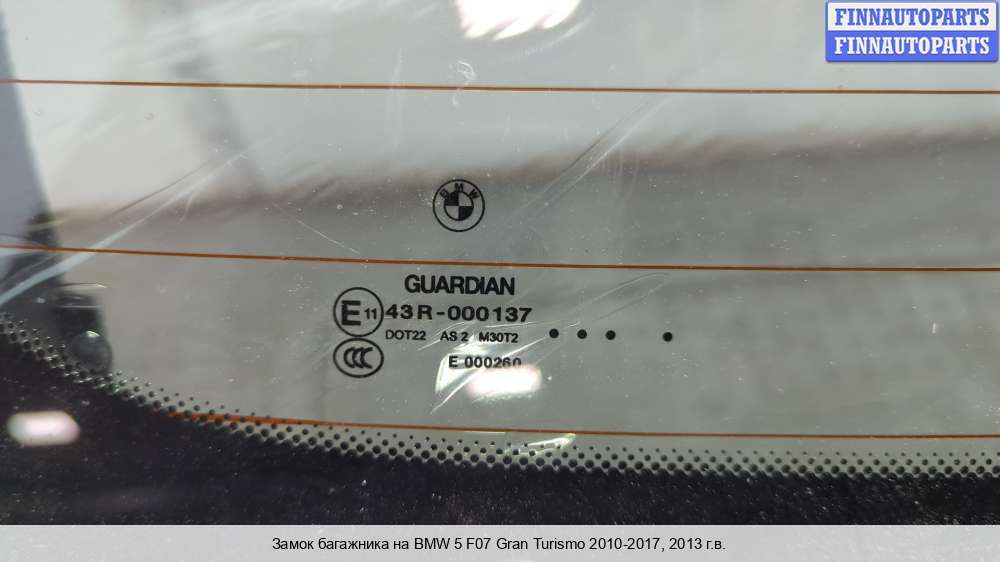 FINNAUTOPARTS
FINNAUTOPARTS
BMW
GUARDIAN
E 11 43R-000137
DOT22 AS 2 M30T2
CCC
E 000260
Замок багажника на BMW 5 F07 Gran Turismo 2010-2017, 2013 г.в.